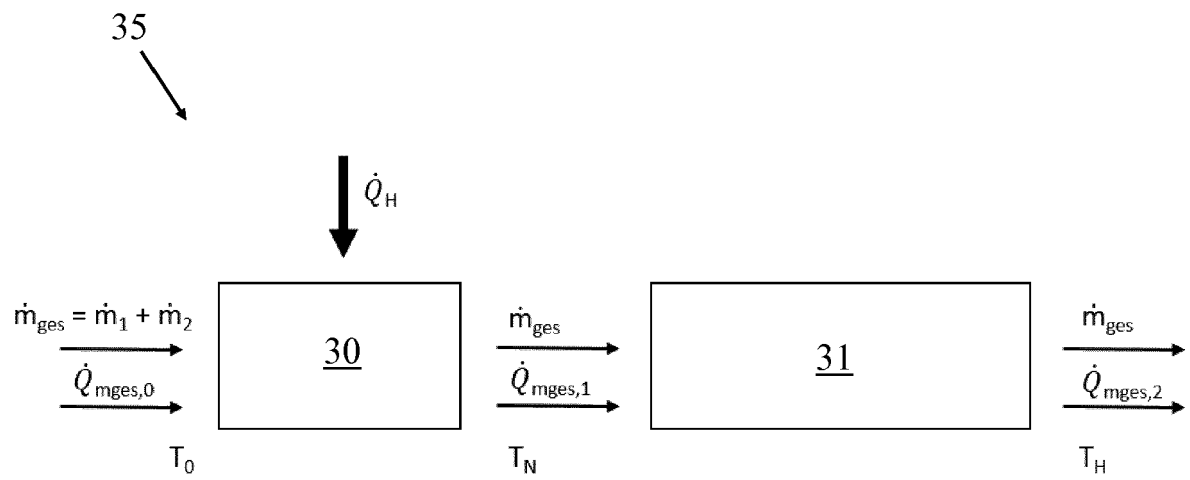 35
Q̇H
ṁges = ṁ1 + ṁ2
Q̇mges,0
T0
30
ṁges
Q̇mges,1
TN
31
ṁges
Q̇mges,2
TH